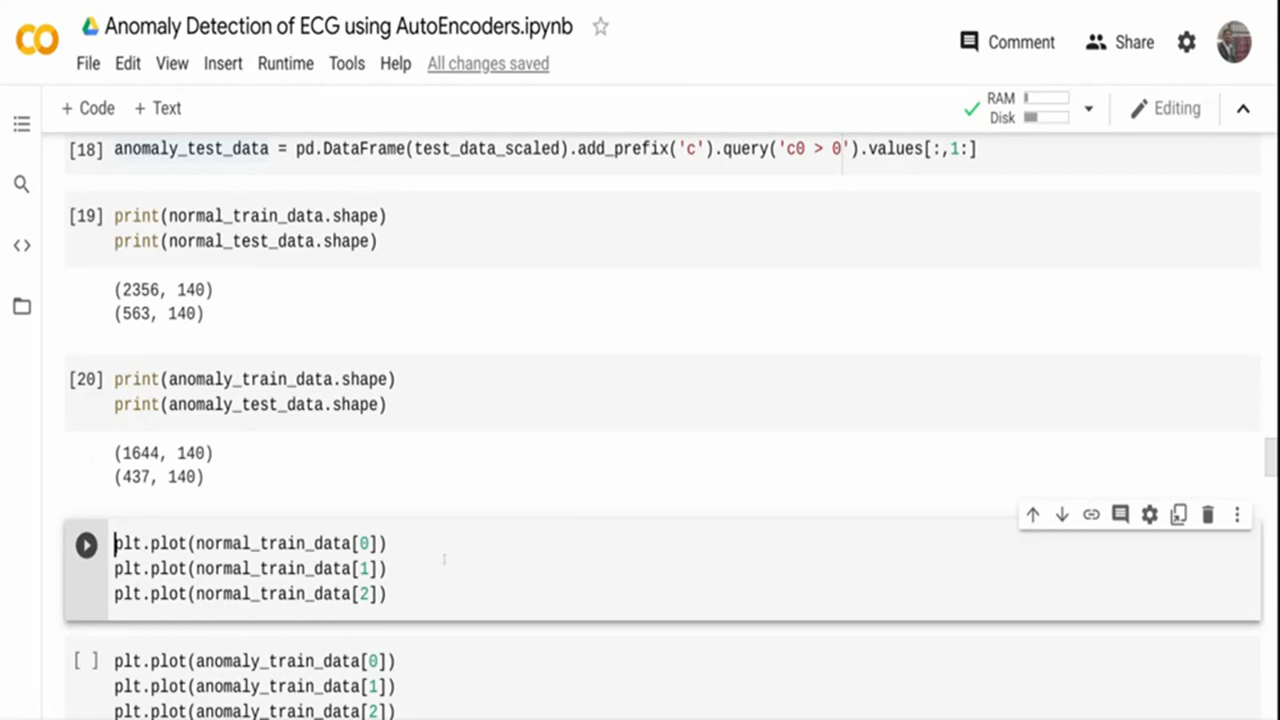 Anomaly Detection of ECG using AutoEncoders.ipynb
File Edit View Insert Runtime Tools Help All changes saved
Comment Share
+ Code + Text
RAM
Disk
Editing
[18] anomaly_test_data = pd.DataFrame(test_data_scaled).add_prefix('c').query('c0 > 0').values[:,1:]
[19] print(normal_train_data.shape)
print(normal_test_data.shape)
(2356, 140)
(563, 140)
[20] print(anomaly_train_data.shape)
print(anomaly_test_data.shape)
(1644, 140)
(437, 140)
plt.plot(normal_train_data[0])
plt.plot(normal_train_data[1])
plt.plot(normal_train_data[2])
[ ] plt.plot(anomaly_train_data[0])
plt.plot(anomaly_train_data[1])
plt.plot(anomaly_train_data[2])